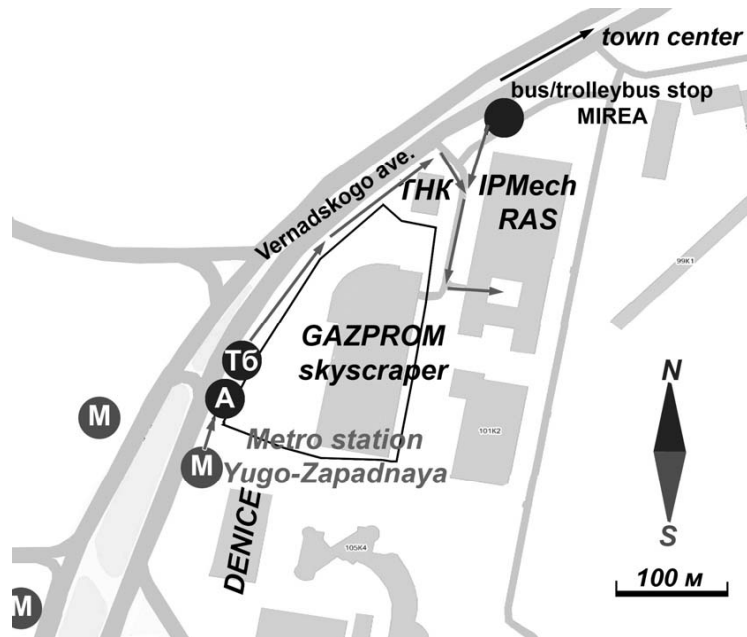 town center
bus/trolleybus stop
MIREA
Vernadskogo ave.
ТНК
IPMech
RAS
99К1
GAZPROM
skyscraper
Тб
А
М
М
Metro station
Yugo-Zapadnaya
101К2
N
S
DENICE
105К4
100 м
М